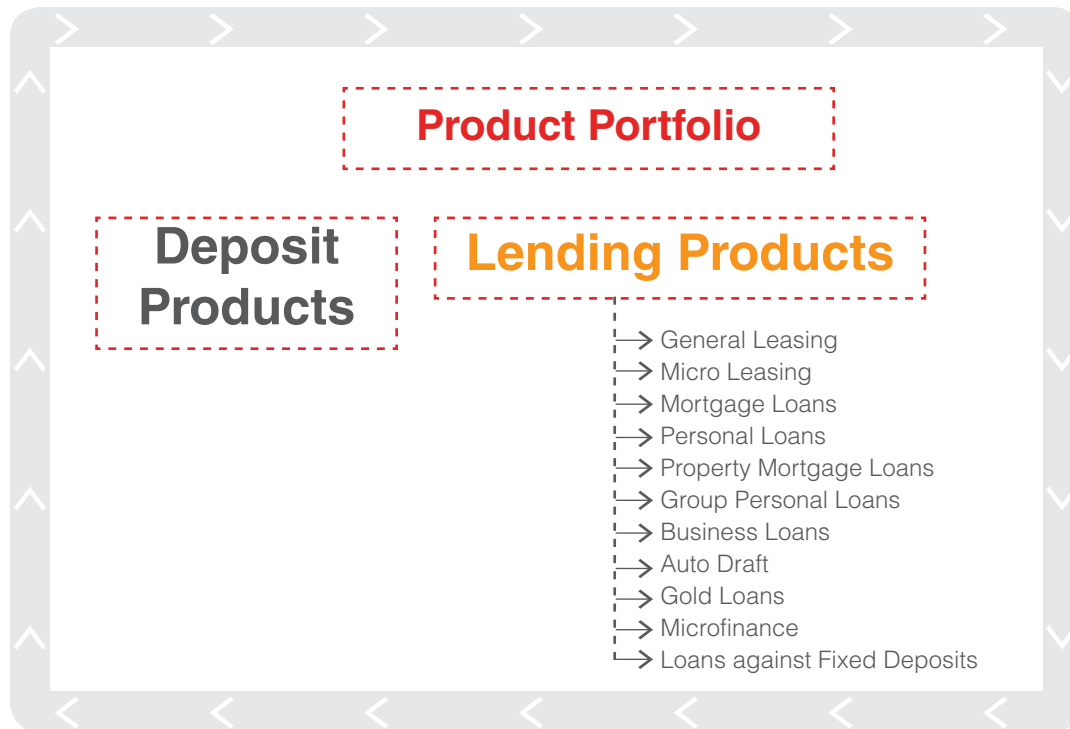 Product Portfolio
Deposit
Products
Lending Products
General Leasing
Micro Leasing
Mortgage Loans
Personal Loans
Property Mortgage Loans
Group Personal Loans
Business Loans
Auto Draft
Gold Loans
Microfinance
Loans against Fixed Deposits